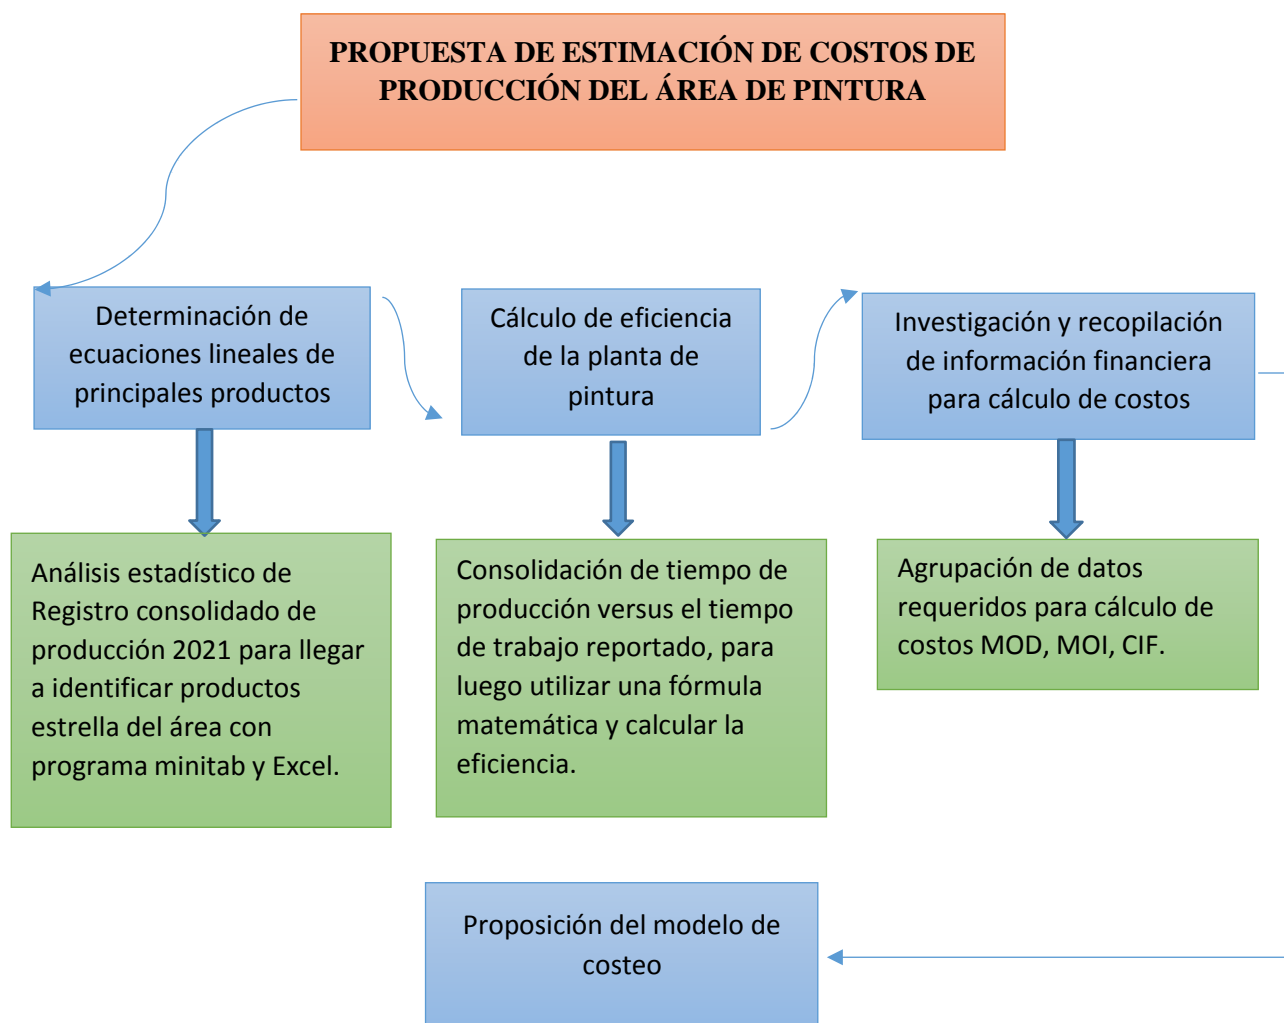 PROPUESTA DE ESTIMACIÓN DE COSTOS DE
PRODUCCIÓN DEL ÁREA DE PINTURA
Determinación de
ecuaciones lineales de
principales productos
Cálculo de eficiencia
de la planta de
pintura
Investigación y recopilación
de información financiera
para cálculo de costos
Análisis estadístico de
Registro consolidado de
producción 2021 para llegar
a identificar productos
estrella del área con
programa minitab y Excel.
Consolidación de tiempo de
producción versus el tiempo
de trabajo reportado, para
luego utilizar una fórmula
matemática y calcular la
eficiencia.
Agrupación de datos
requeridos para cálculo de
costos MOD, MOI, CIF.
Proposición del modelo de
costeo